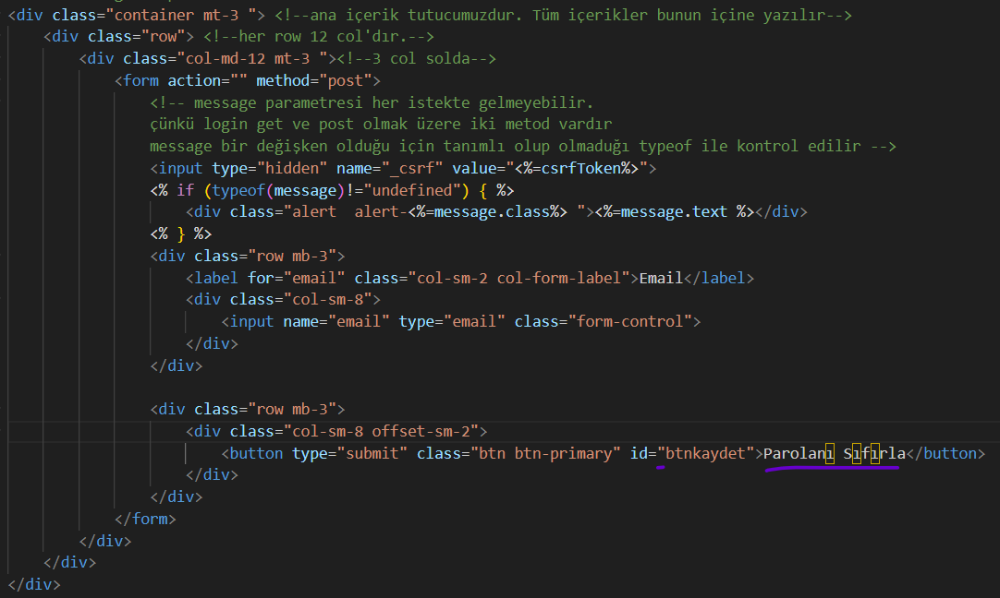 <div class="container mt-3 "> <!--ana içerik tutucumuzdur. Tüm içerikler bunun içine yazılır-->
<div class="row"> <!--her row 12 col'dır.-->
<div class="col-md-12 mt-3 "><!--3 col solda-->
<form action="" method="post">
<!-- message parametresi her istekte gelmeyebilir.
çünkü login get ve post olmak üzere iki metod vardır
message bir değişken olduğu için tanımlı olup olmaduğı typeof ile kontrol edilir -->
<input type="hidden" name="_csrf" value="<%=csrfToken%>">
<% if (typeof(message)!="undefined") { %>
<div class="alert  alert-<%=message.class%> "><%=message.text %></div>
<% } %>
<div class="row mb-3">
<label for="email" class="col-sm-2 col-form-label">Email</label>
<div class="col-sm-8">
<input name="email" type="email" class="form-control">
</div>
</div>
<div class="row mb-3">
<div class="col-sm-8 offset-sm-2">
<button type="submit" class="btn btn-primary" id="btnkaydet">Parolanı Sıfırla</button>
</div>
</div>
</form>
</div>
</div>
</div>